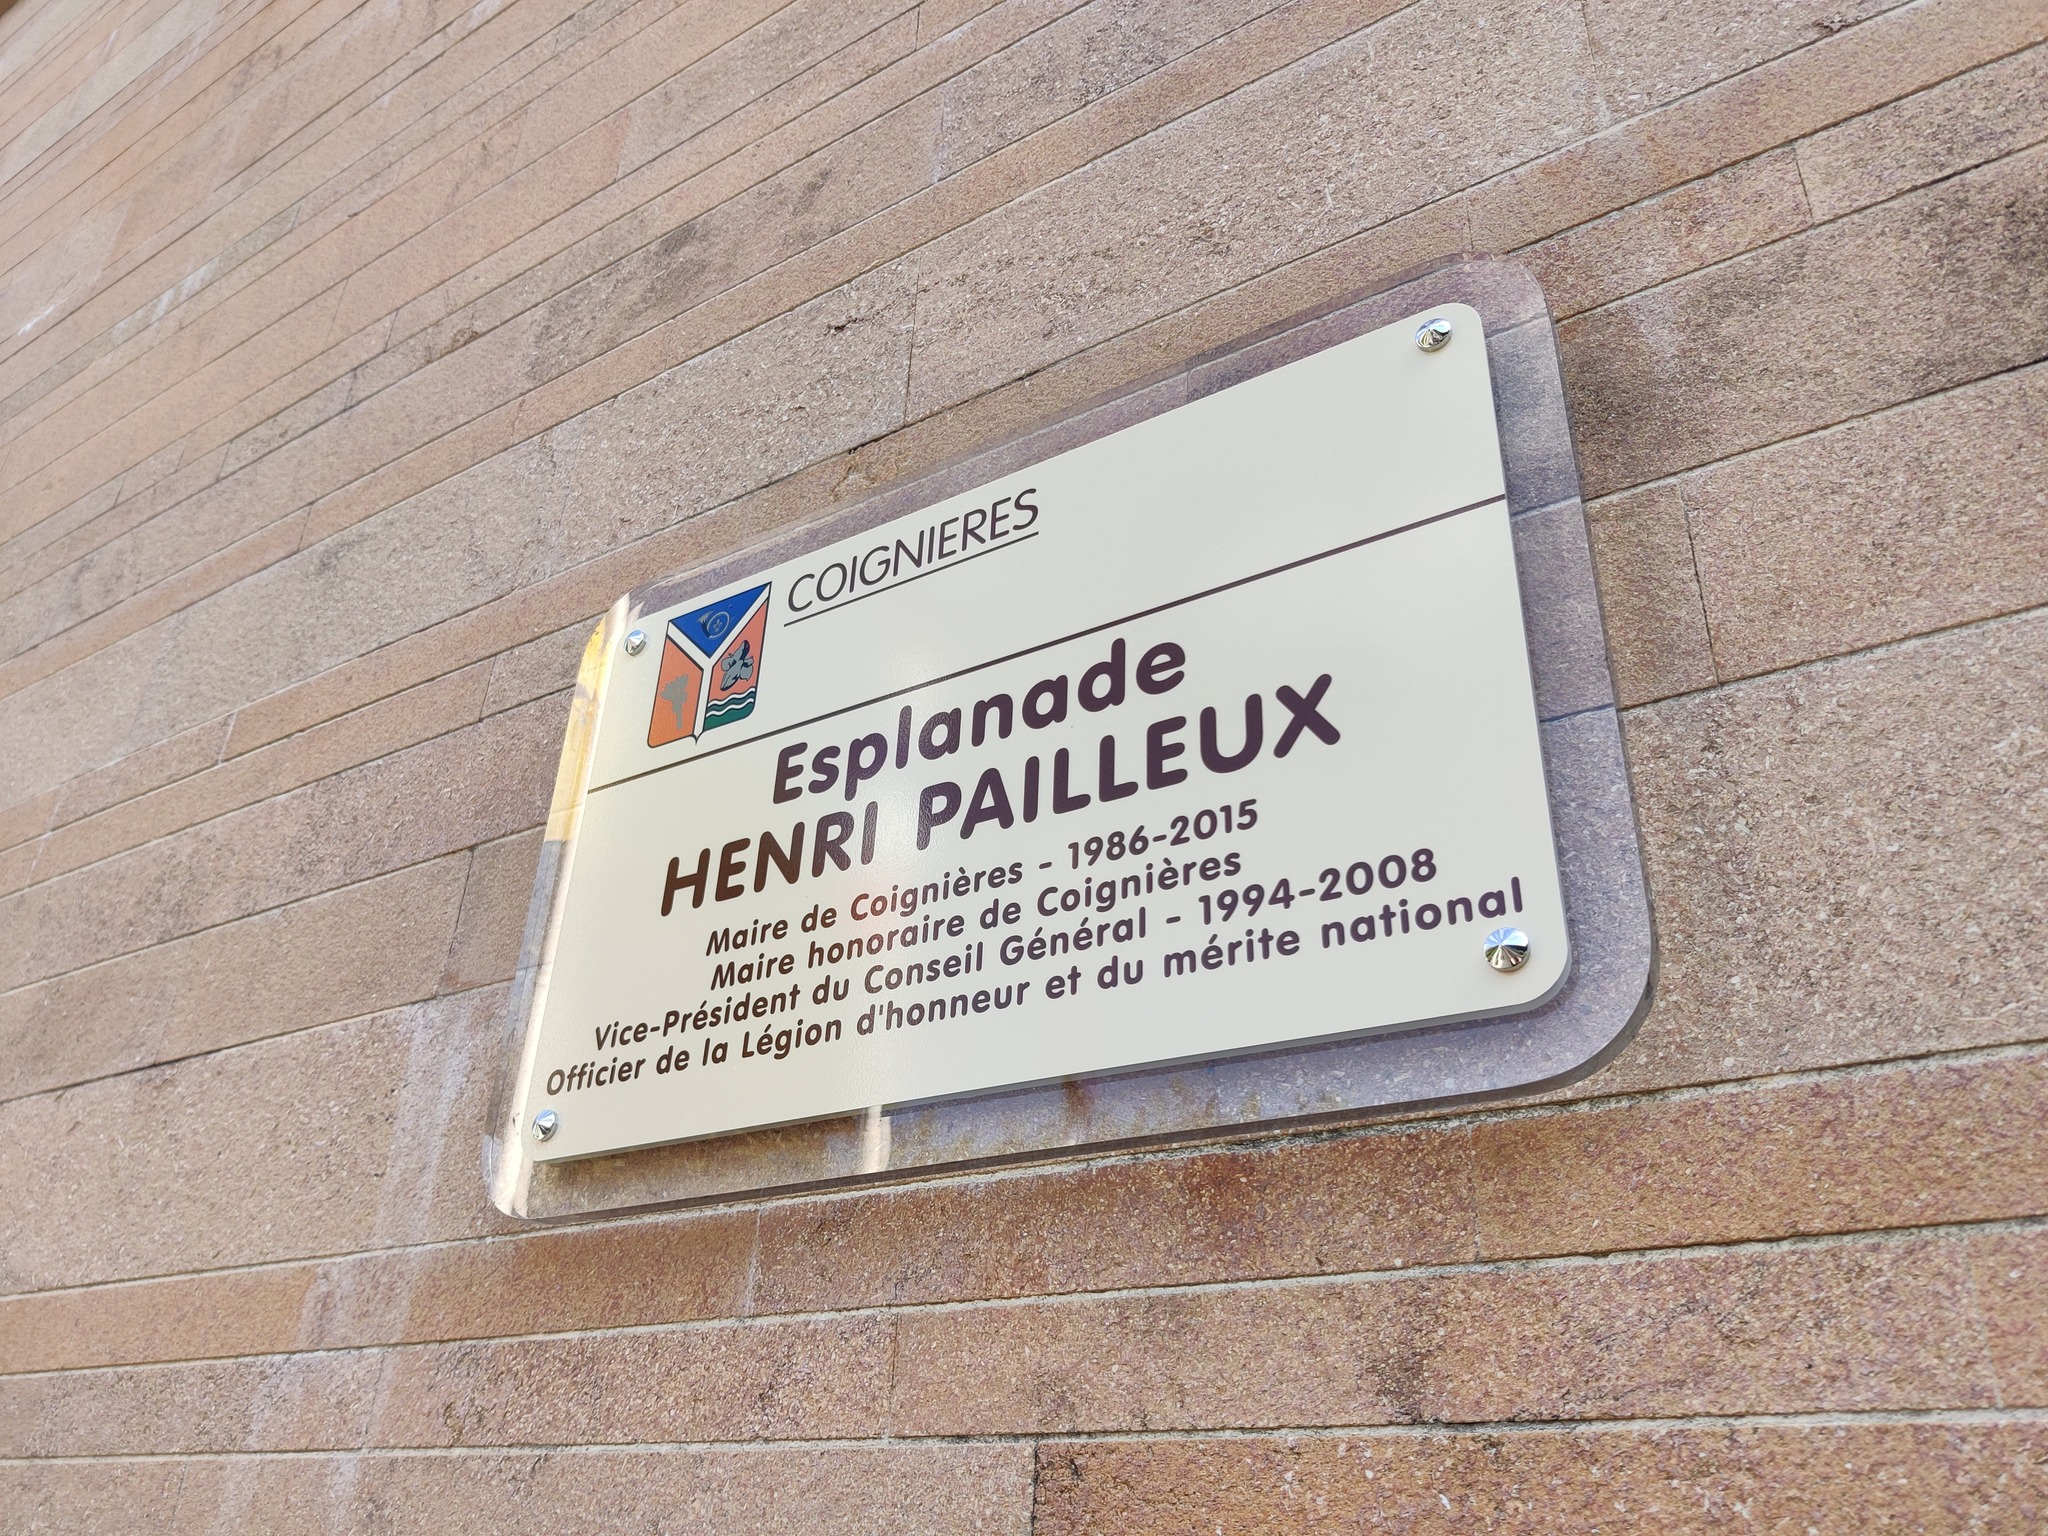 COIGNIERES
Esplanade
HENRI PAILLEUX
Maire de Coignières - 1986-2015
Maire honoraire de Coignières
Vice-Président du Conseil Général - 1994-2008
Officier de la Légion d'honneur et du mérite national